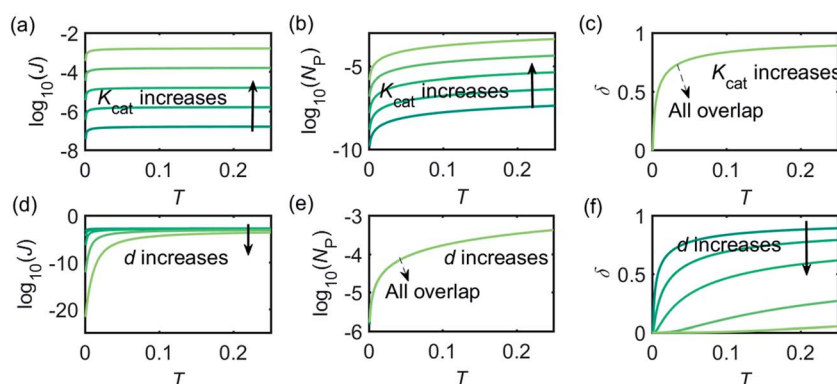 (a)
-2
-4
-6
-8
log10(J)
Kcat increases
0
0.1
0.2
T
(b)
-5
-10
log10(NP)
Kcat increases
0
0.1
0.2
T
(c)
1
0.5
0
δ
Kcat increases
All overlap
0
0.1
0.2
T
(d)
0
-10
-20
log10(J)
d increases
0
0.1
0.2
T
(e)
-3
-4
-5
-6
log10(NP)
d increases
All overlap
0
0.1
0.2
T
(f)
1
0.5
0
δ
d increases
0
0.1
0.2
T